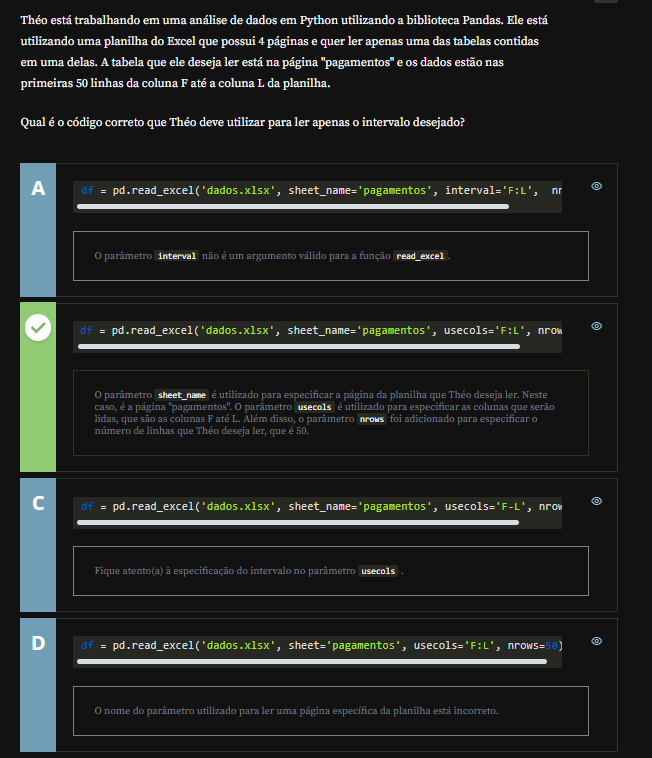 Théo está trabalhando em uma análise de dados em Python utilizando a biblioteca Pandas. Ele está
utilizando uma planilha do Excel que possui 4 páginas e quer ler apenas uma das tabelas contidas
em uma delas. A tabela que ele deseja ler está na página "pagamentos" e os dados estão nas
primeiras 50 linhas da coluna F até a coluna L da planilha.
Qual é o código correto que Théo deve utilizar para ler apenas o intervalo desejado?
A
df = pd.read_excel('dados.xlsx', sheet_name='pagamentos', interval='F:L', nr
O parâmetro interval não é um argumento válido para a função read_excel.
df = pd.read_excel('dados.xlsx', sheet_name='pagamentos', usecols='F:L', nrow
O parâmetro sheet_name é utilizado para especificar a página da planilha que Théo deseja ler. Neste
caso, é a página "pagamentos". O parâmetro usecols é utilizado para especificar as colunas que serão
lidas, que são as colunas F até L. Além disso, o parâmetro nrows foi adicionado para especificar o
número de linhas que Théo deseja ler, que é 50.
C
df = pd.read_excel('dados.xlsx', sheet_name='pagamentos', usecols='F-L', nrow
Fique atento(a) à especificação do intervalo no parâmetro usecols .
D
df = pd.read_excel('dados.xlsx', sheet='pagamentos', usecols='F:L', nrows=50)
O nome do parâmetro utilizado para ler uma página específica da planilha está incorreto.